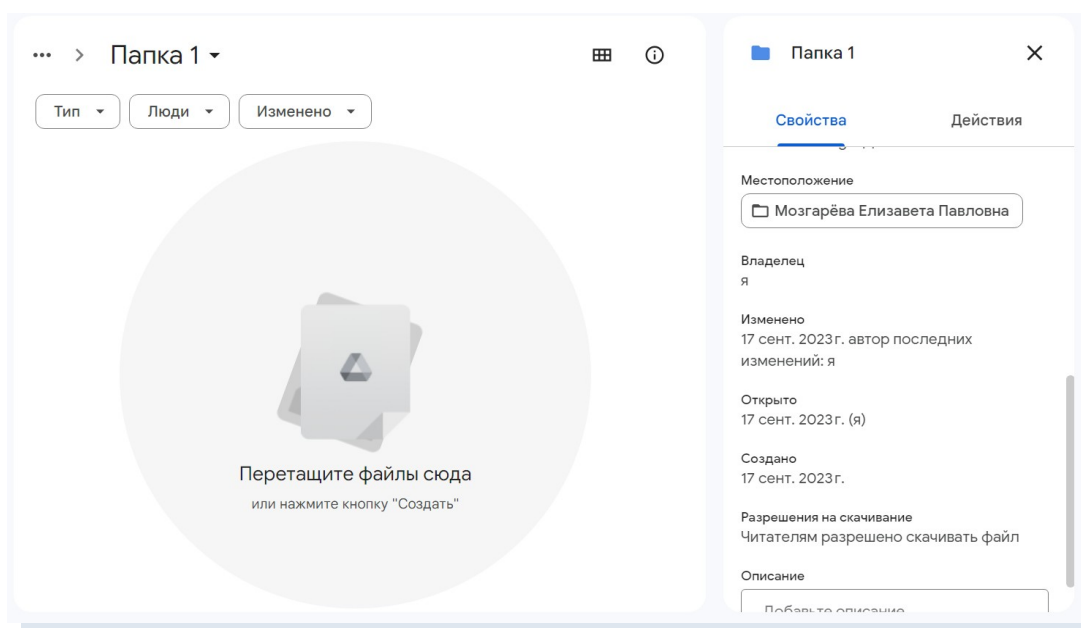 Папка 1
Тип
Люди
Изменено
Перетащите файлы сюда
или нажмите кнопку "Создать"
Папка 1
Свойства
Действия
Местоположение
Мозгарёва Елизавета Павловна
Владелец
я
Изменено
17 сент. 2023 г. автор последних
изменений: я
Открыто
17 сент. 2023 г. (я)
Создано
17 сент. 2023 г.
Разрешения на скачивание
Читателям разрешено скачивать файл
Описание
Добавьте описание